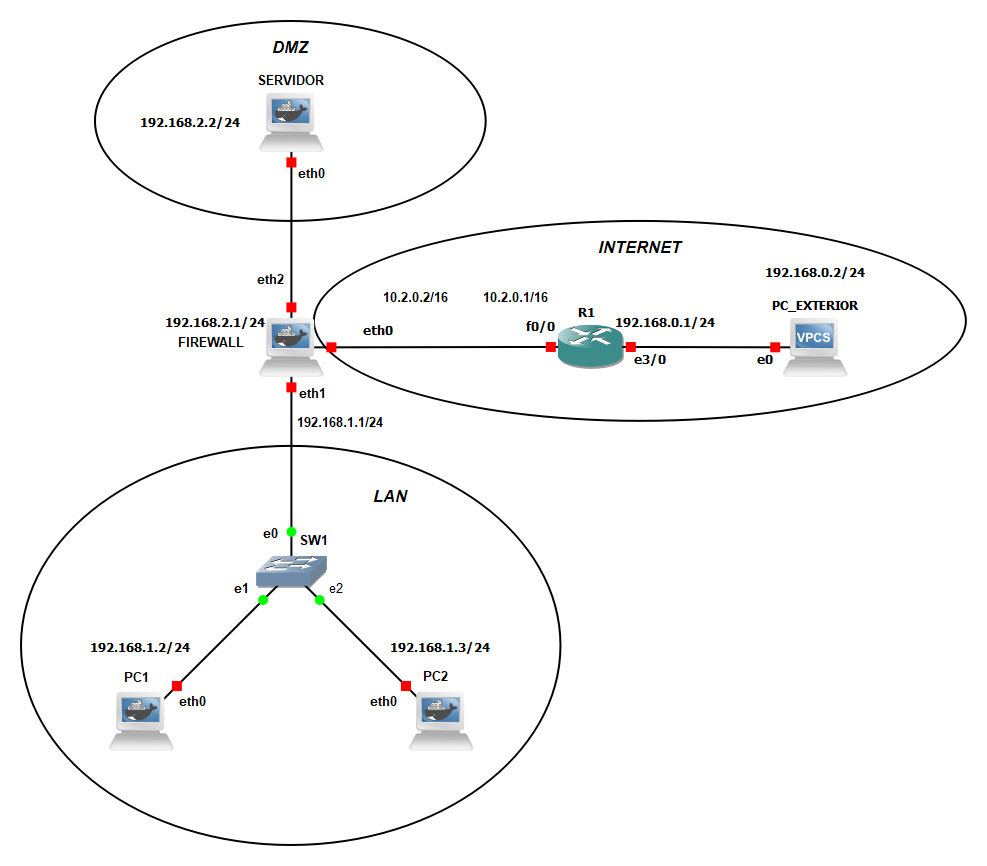 DMZ
SERVIDOR
192.168.2.2/24
eth0
eth2
192.168.2.1/24
FIREWALL
eth0
eth1
192.168.1.1/24
INTERNET
192.168.0.2/24
10.2.0.2/16
10.2.0.1/16
PC_EXTERIOR
R1
f0/0
192.168.0.1/24
VPCS
e3/0
e0
LAN
e0
SW1
e1
e2
192.168.1.2/24
192.168.1.3/24
PC1
PC2
eth0
eth0